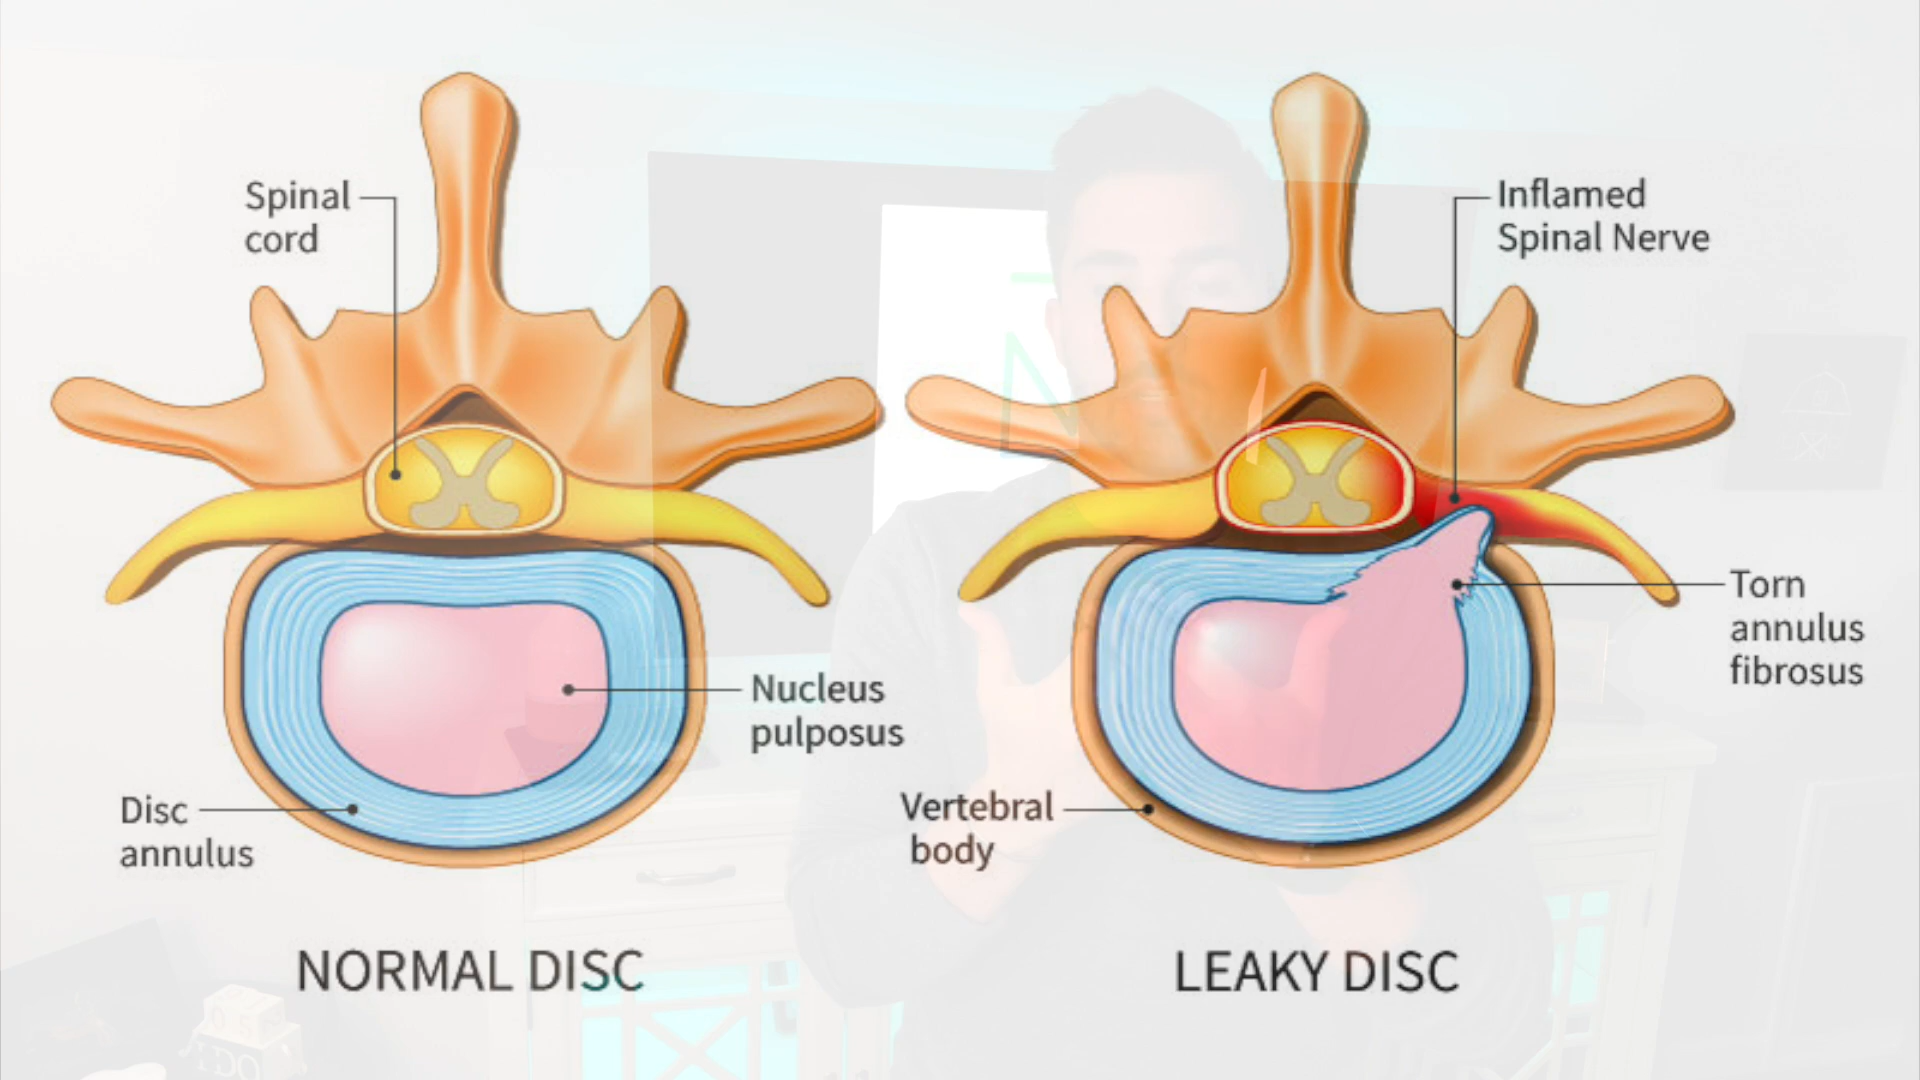 Spinal
cord
Nucleus
pulposus
Disc
annulus
NORMAL DISC
Inflamed
Spinal Nerve
Torn
annulus
fibrosus
Vertebral
body
LEAKY DISC